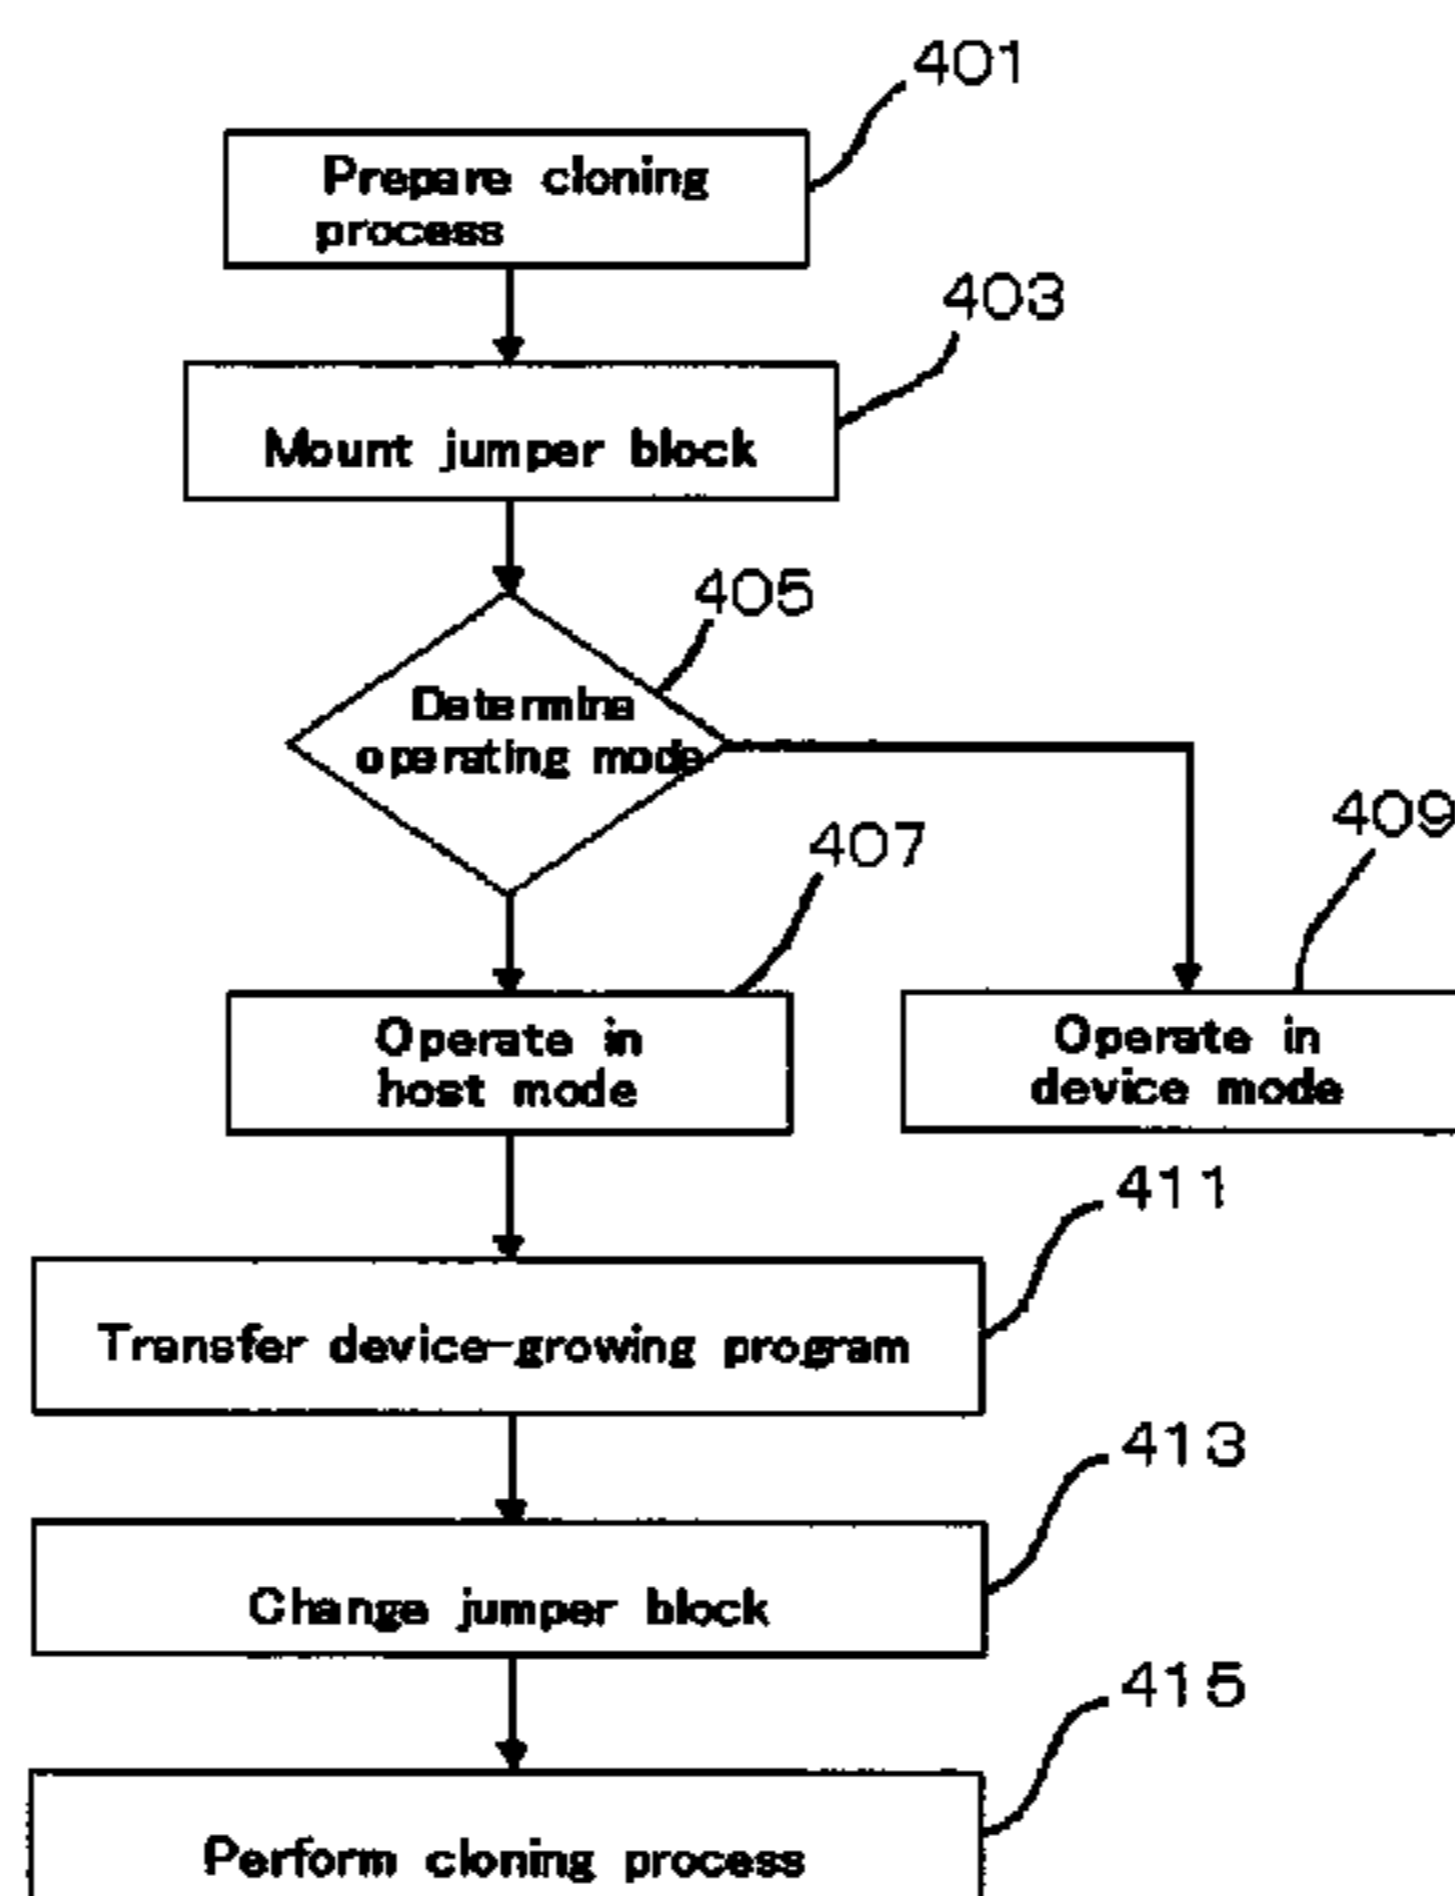 401
Prepare cloning
process
403
Mount jumper block
405
Determine
operating mode
407
409
Operate in
host mode
Operate in
device mode
411
Transfer device-growing program
413
Change jumper block
415
Perform cloning process